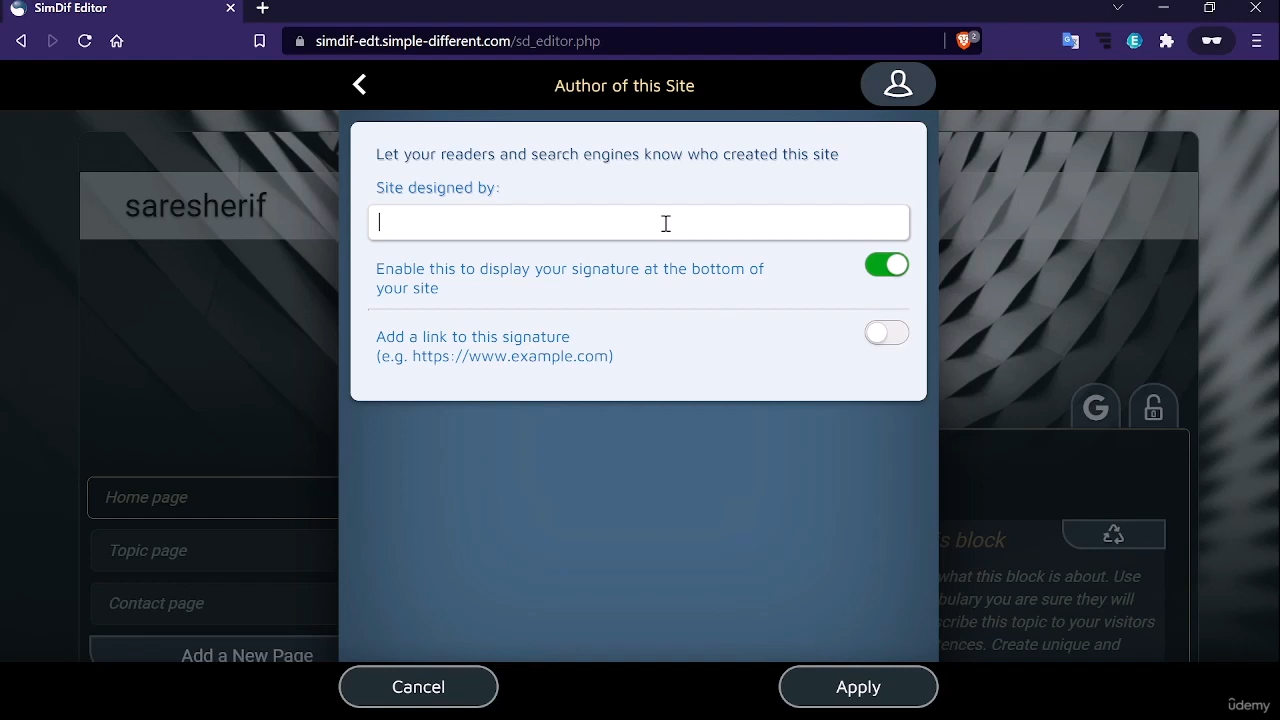 SimDif Editor
simdif-edt.simple-different.com/sd_editor.php
2
Author of this Site
Let your readers and search engines know who created this site
Site designed by:
Enable this to display your signature at the bottom of
your site
Add a link to this signature
(e.g. https://www.example.com)
saresherif
G
Home page
Topic page
Contact page
Add a New Page
s block
what this block is about. Use
bulary you are sure they will
scribe this topic to your visitors
ences. Create unique and
Cancel
Apply
ûdemy